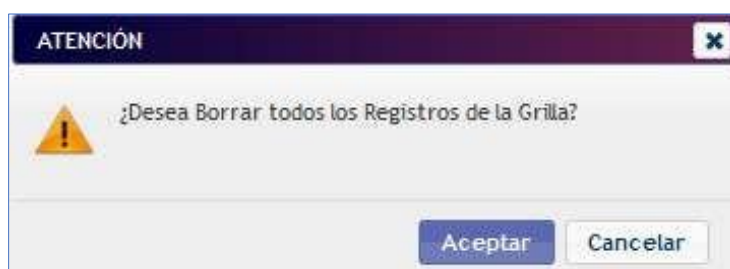 ATENCIÓN
¿Desea Borrar todos los Registros de la Grilla?
Aceptar Cancelar